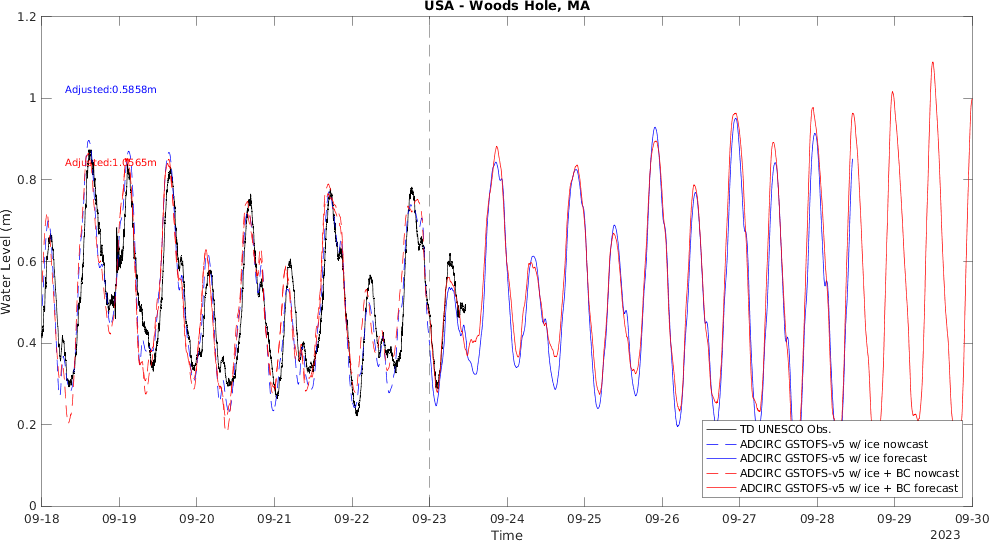 USA - Woods Hole, MA
1.2
1
0.8
0.6
0.4
0.2
0
Water Level (m)
Adjusted:0.5858m
Adjusted:1.0565m
TD UNESCO Obs.
ADCIRC GSTOFS-v5 w/ ice nowcast
ADCIRC GSTOFS-v5 w/ ice forecast
ADCIRC GSTOFS-v5 w/ ice + BC nowcast
ADCIRC GSTOFS-v5 w/ ice + BC forecast
09-18 09-19 09-20 09-21 09-22 09-23 09-24 09-25 09-26 09-27 09-28 09-29 09-30
Time
2023